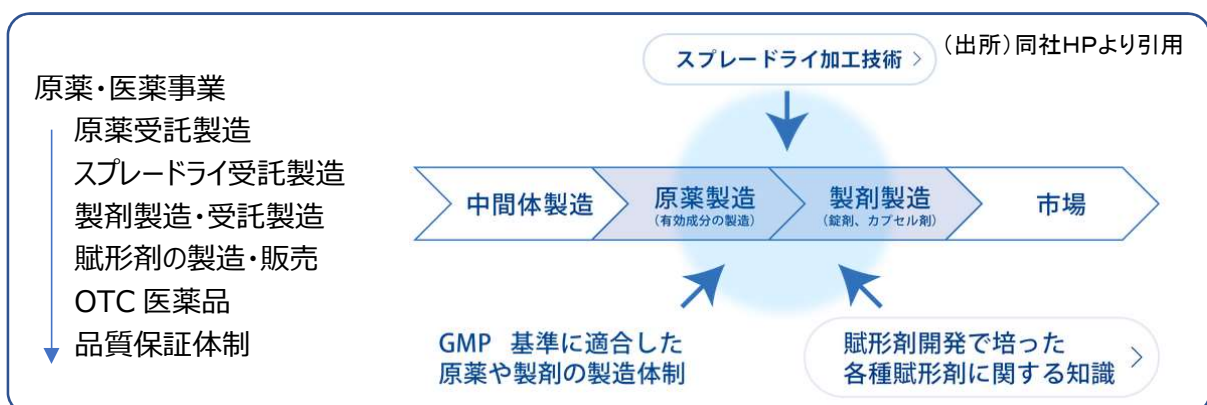 原薬・医薬事業
原薬受託製造
スプレードライ受託製造
製剤製造・受託製造
賦形剤の製造・販売
OTC 医薬品
品質保証体制
スプレードライ加工技術 >
（出所）同社HPより引用
中間体製造
原薬製造
（有効成分の製造）
製剤製造
（錠剤、カプセル剤）
市場
GMP 基準に適合した
原薬や製剤の製造体制
賦形剤開発で培った
各種賦形剤に関する知識 >